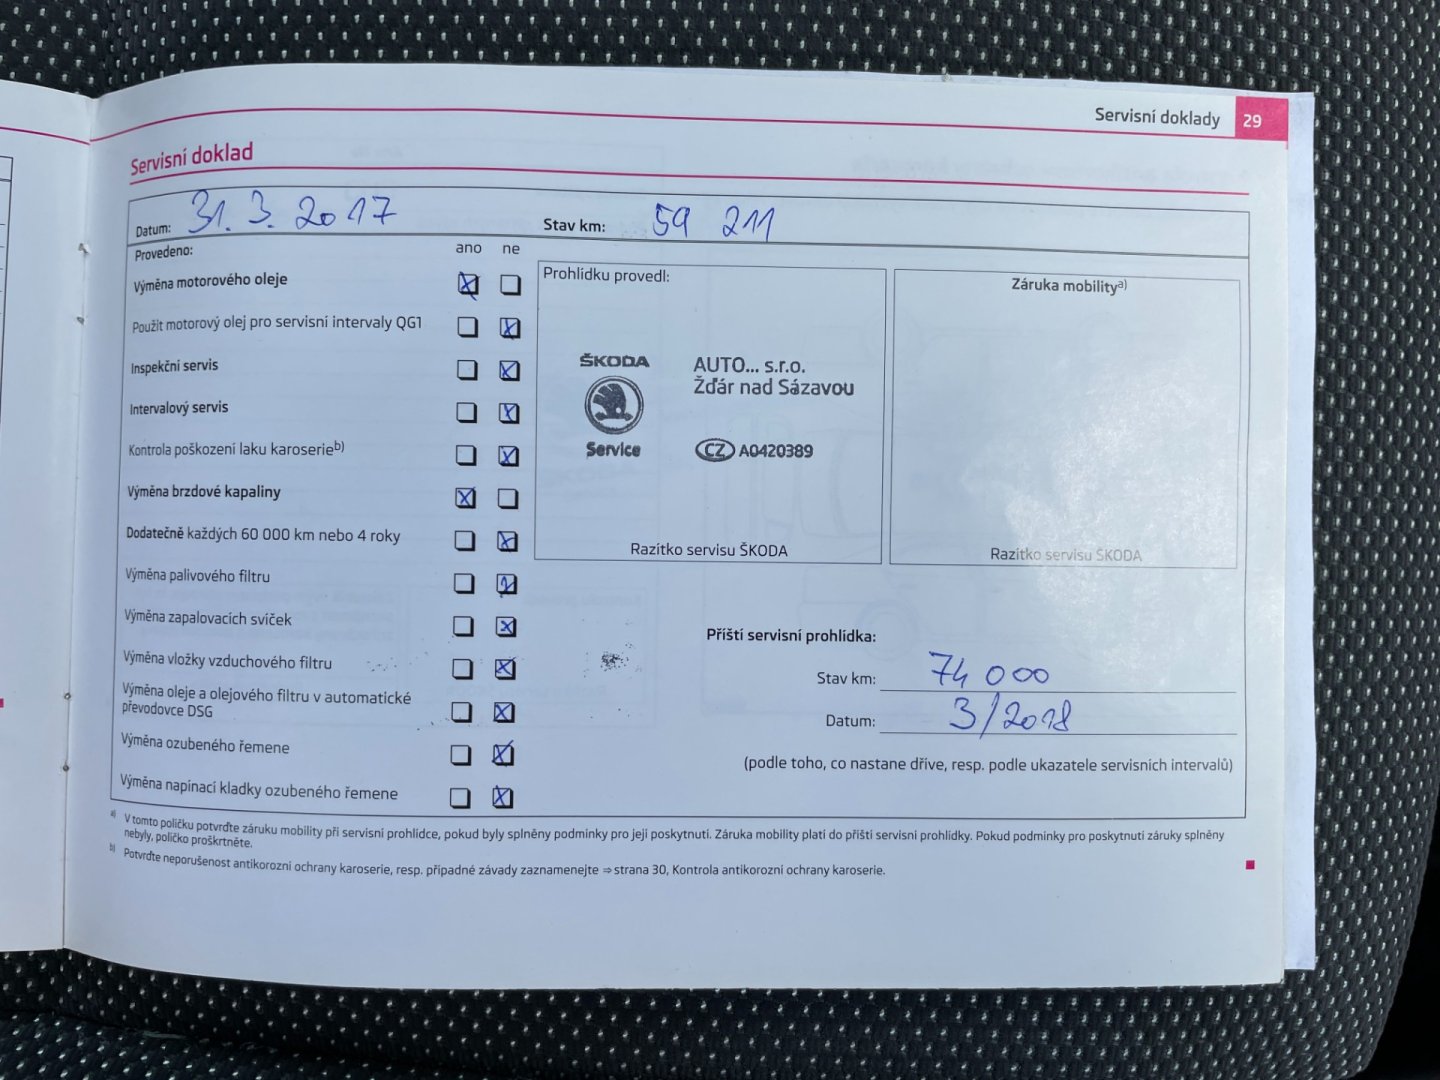 Servisní doklady 29
Servisní doklad
Datum: 31. 3. 2017 Stav km: 59 211
Provedeno: ano ne
Výměna motorového oleje
Použit motorový olej pro servisní intervaly QG1
Inspekční servis
Intervalový servis
Kontrola poškození laku karoserie b)
Výměna brzdové kapaliny
Dodatečně každých 60 000 km nebo 4 roky
Výměna palivového filtru
Výměna zapalovacích svíček
Výměna vložky vzduchového filtru
Výměna oleje a olejového filtru v automatické
převodovce DSG
Výměna ozubeného řemene
Výměna napínací kladky ozubeného řemene
Prohlídku provedl:
ŠKODA
Service
AUTO... s.r.o.
Žďár nad Sázavou
CZ A0420389
Razítko servisu ŠKODA
Záruka mobility a)
Razítko servisu ŠKODA
Příští servisní prohlídka:
Stav km: 74 000
Datum: 3/2018
(podle toho, co nastane dříve, resp. podle ukazatele servisních intervalů)
a) V tomto políčku potvrďte záruku mobility při servisní prohlídce, pokud byly splněny podmínky pro její poskytnutí. Záruka mobility platí do příští servisní prohlídky. Pokud podmínky pro poskytnutí záruky splněny
nebyly, políčko proškrtněte.
b) Potvrďte neporušenost antikorozní ochrany karoserie, resp. případné závady zaznamenejte ⇒ strana 30, Kontrola antikorozní ochrany karoserie.